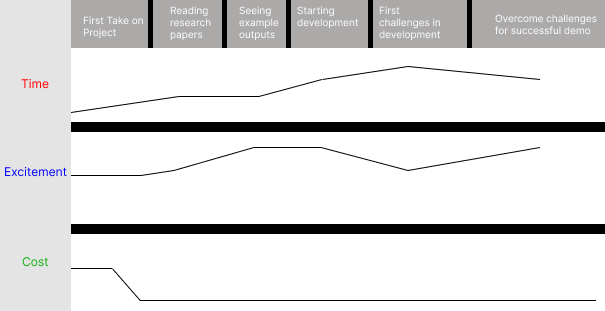 First Take on
Project
Reading
research
papers
Seeing
example
outputs
Starting
development
First
challenges in
development
Overcome challenges
for successful demo
Time
Excitement
Cost